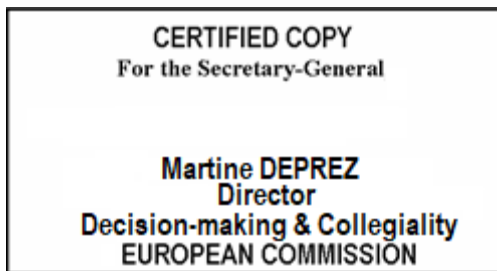 CERTIFIED COPY
For the Secretary-General
Martine DEPREZ
Director
Decision-making & Collegiality
EUROPEAN COMMISSION